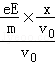 eE/m × x/v₀
v₀